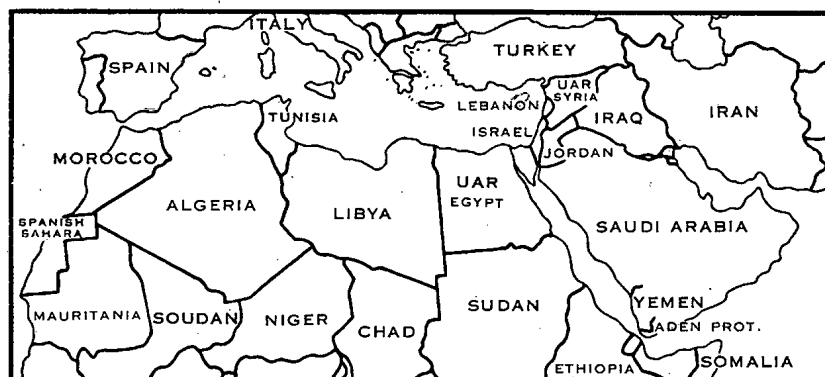 ITALY
SPAIN
TURKEY
UAR
SYRIA
LEBANON
IRAQ
IRAN
TUNISIA
ISRAEL
JORDAN
MOROCCO
ALGERIA
LIBYA
UAR
EGYPT
SAUDI ARABIA
SPANISH
SAHARA
MAURITANIA
SOUDAN
NIGER
CHAD
SUDAN
YEMEN
ADEN PROT.
ETHIOPIA
SOMALIA